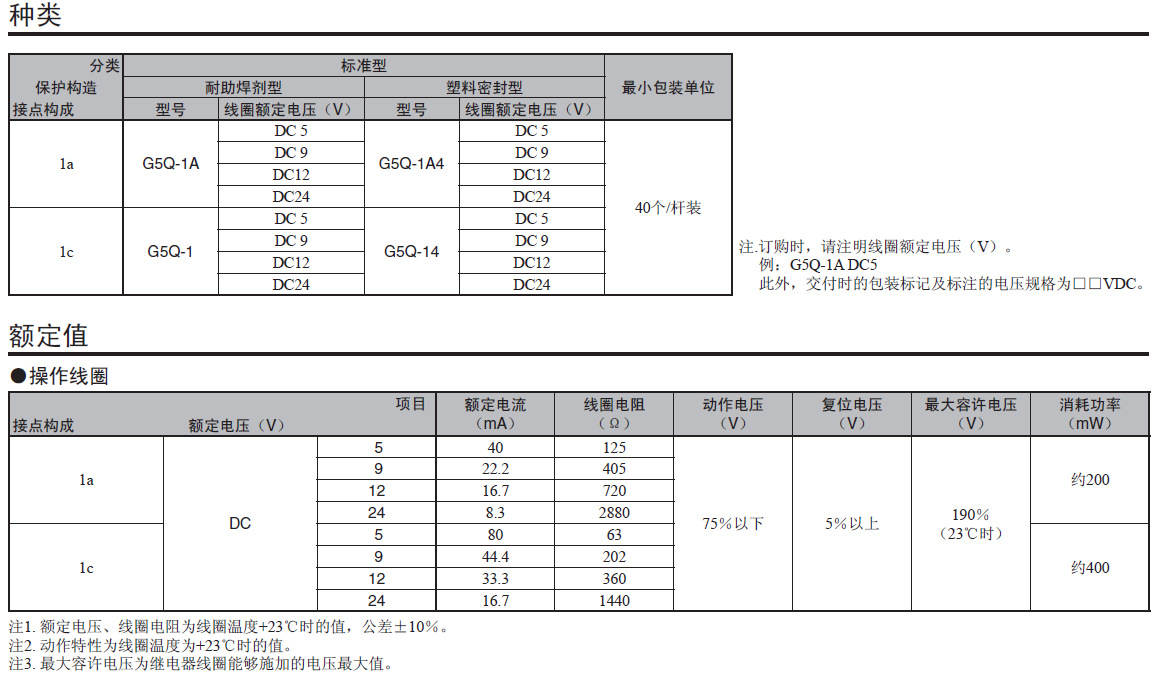 种类
分类
保护构造
接点构成
标准型
最小包装单位
耐助焊剂型 塑料密封型
型号 线圈额定电压（V） 型号 线圈额定电压（V）
1a G5Q-1A DC 5 G5Q-1A4 DC 5
DC 9 DC 9
DC12 DC12
DC24 DC24
40个/杆装
1c G5Q-1 DC 5 G5Q-14 DC 5
DC 9 DC 9
DC12 DC12
DC24 DC24
注.订购时，请注明线圈额定电压（V）。
例：G5Q-1A DC5
此外，交付时的包装标记及标注的电压规格为□□VDC。
额定值
●操作线圈
项目
接点构成 额定电压（V）
额定电流
（mA）
线圈电阻
（Ω）
动作电压
（V）
复位电压
（V）
最大容许电压
（V）
消耗功率
（mW）
1a DC 5 40 125
9 22.2 405
12 16.7 720
24 8.3 2880
约200
75%以下 5%以上 190%
（23℃时）
1c 5 80 63
9 44.4 202
12 33.3 360
24 16.7 1440
约400
注1. 额定电压、线圈电阻为线圈温度+23℃时的值，公差±10%。
注2. 动作特性为线圈温度为+23℃时的值。
注3. 最大容许电压为继电器线圈能够施加的电压最大值。